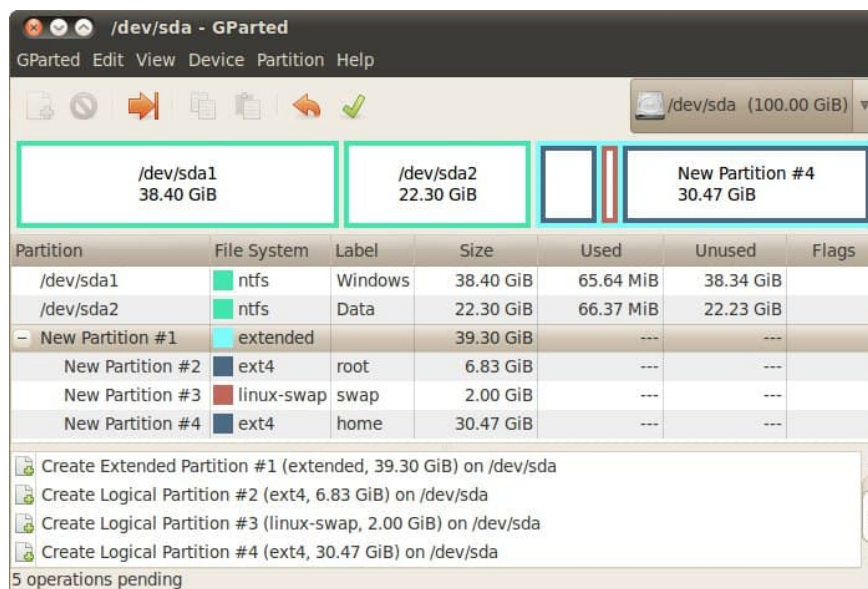 /dev/sda - GParted
GParted Edit View Device Partition Help
/dev/sda (100.00 GiB)
/dev/sda1 /dev/sda2 New Partition #4
38.40 GiB 22.30 GiB 30.47 GiB
Partition File System Label Size Used Unused Flags
/dev/sda1 ntfs Windows 38.40 GiB 65.64 MiB 38.34 GiB
/dev/sda2 ntfs Data 22.30 GiB 66.37 MiB 22.23 GiB
New Partition #1 extended 39.30 GiB --- ---
New Partition #2 ext4 root 6.83 GiB --- ---
New Partition #3 linux-swap swap 2.00 GiB --- ---
New Partition #4 ext4 home 30.47 GiB --- ---
Create Extended Partition #1 (extended, 39.30 GiB) on /dev/sda
Create Logical Partition #2 (ext4, 6.83 GiB) on /dev/sda
Create Logical Partition #3 (linux-swap, 2.00 GiB) on /dev/sda
Create Logical Partition #4 (ext4, 30.47 GiB) on /dev/sda
5 operations pending